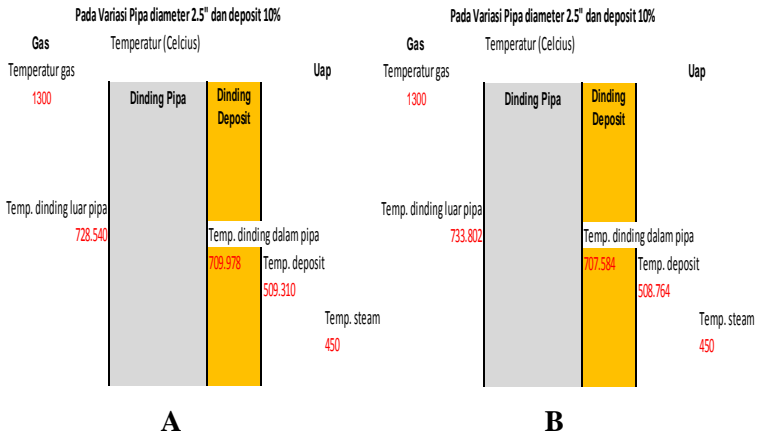 Pada Variasi Pipa diameter 2.5" dan deposit 10%
Gas
Temperatur (Celcius)
Temperatur gas
Uap
1300
Dinding Pipa
Dinding
Deposit
Temp. dinding luar pipa
728.540
Temp. dinding dalam pipa
709.978
Temp. deposit
509.310
Temp. steam
450
A
Pada Variasi Pipa diameter 2.5" dan deposit 10%
Gas
Temperatur (Celcius)
Temperatur gas
Uap
1300
Dinding Pipa
Dinding
Deposit
Temp. dinding luar pipa
733.802
Temp. dinding dalam pipa
707.584
Temp. deposit
508.764
Temp. steam
450
B